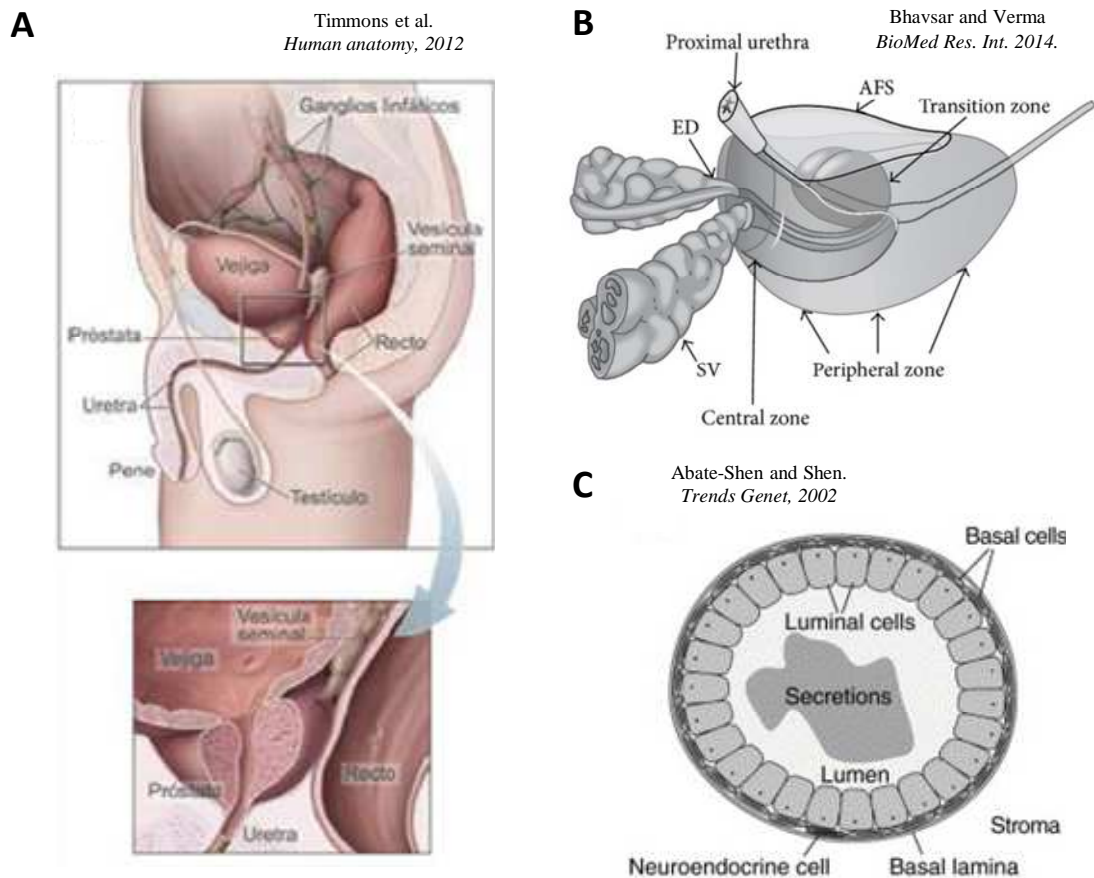 A
Timmons et al.
Human anatomy, 2012
Ganglios linfáticos
Vesícula
seminal
Vejiga
Próstata
Recto
Uretra
Pene
Testículo
Vesícula
seminal
Vejiga
Próstata
Recto
Uretra
B
Bhavsar and Verma
BioMed Res. Int. 2014.
Proximal urethra
AFS
Transition zone
ED
SV
Peripheral zone
Central zone
C
Abate-Shen and Shen.
Trends Genet, 2002
Basal cells
Luminal cells
Secretions
Lumen
Stroma
Neuroendocrine cell
Basal lamina